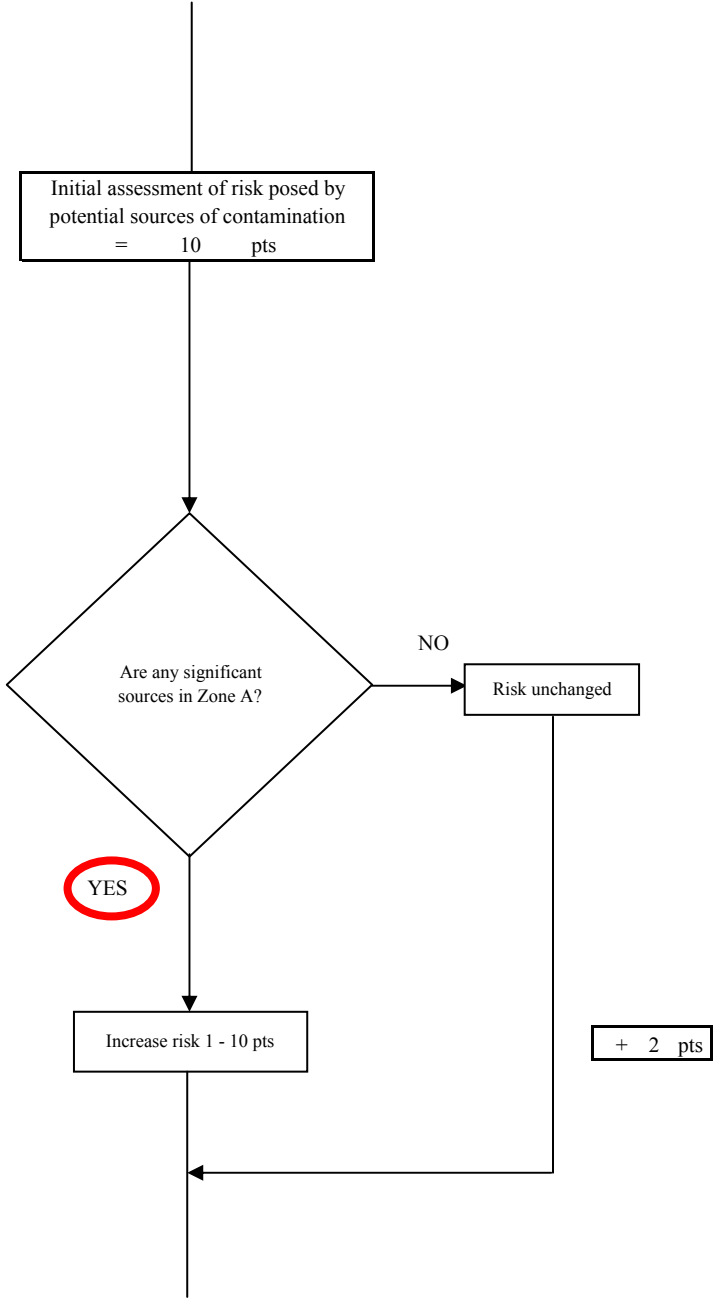 Initial assessment of risk posed by
potential sources of contamination
= 10 pts
Are any significant
sources in Zone A?
NO
Risk unchanged
YES
Increase risk 1 - 10 pts
+ 2 pts